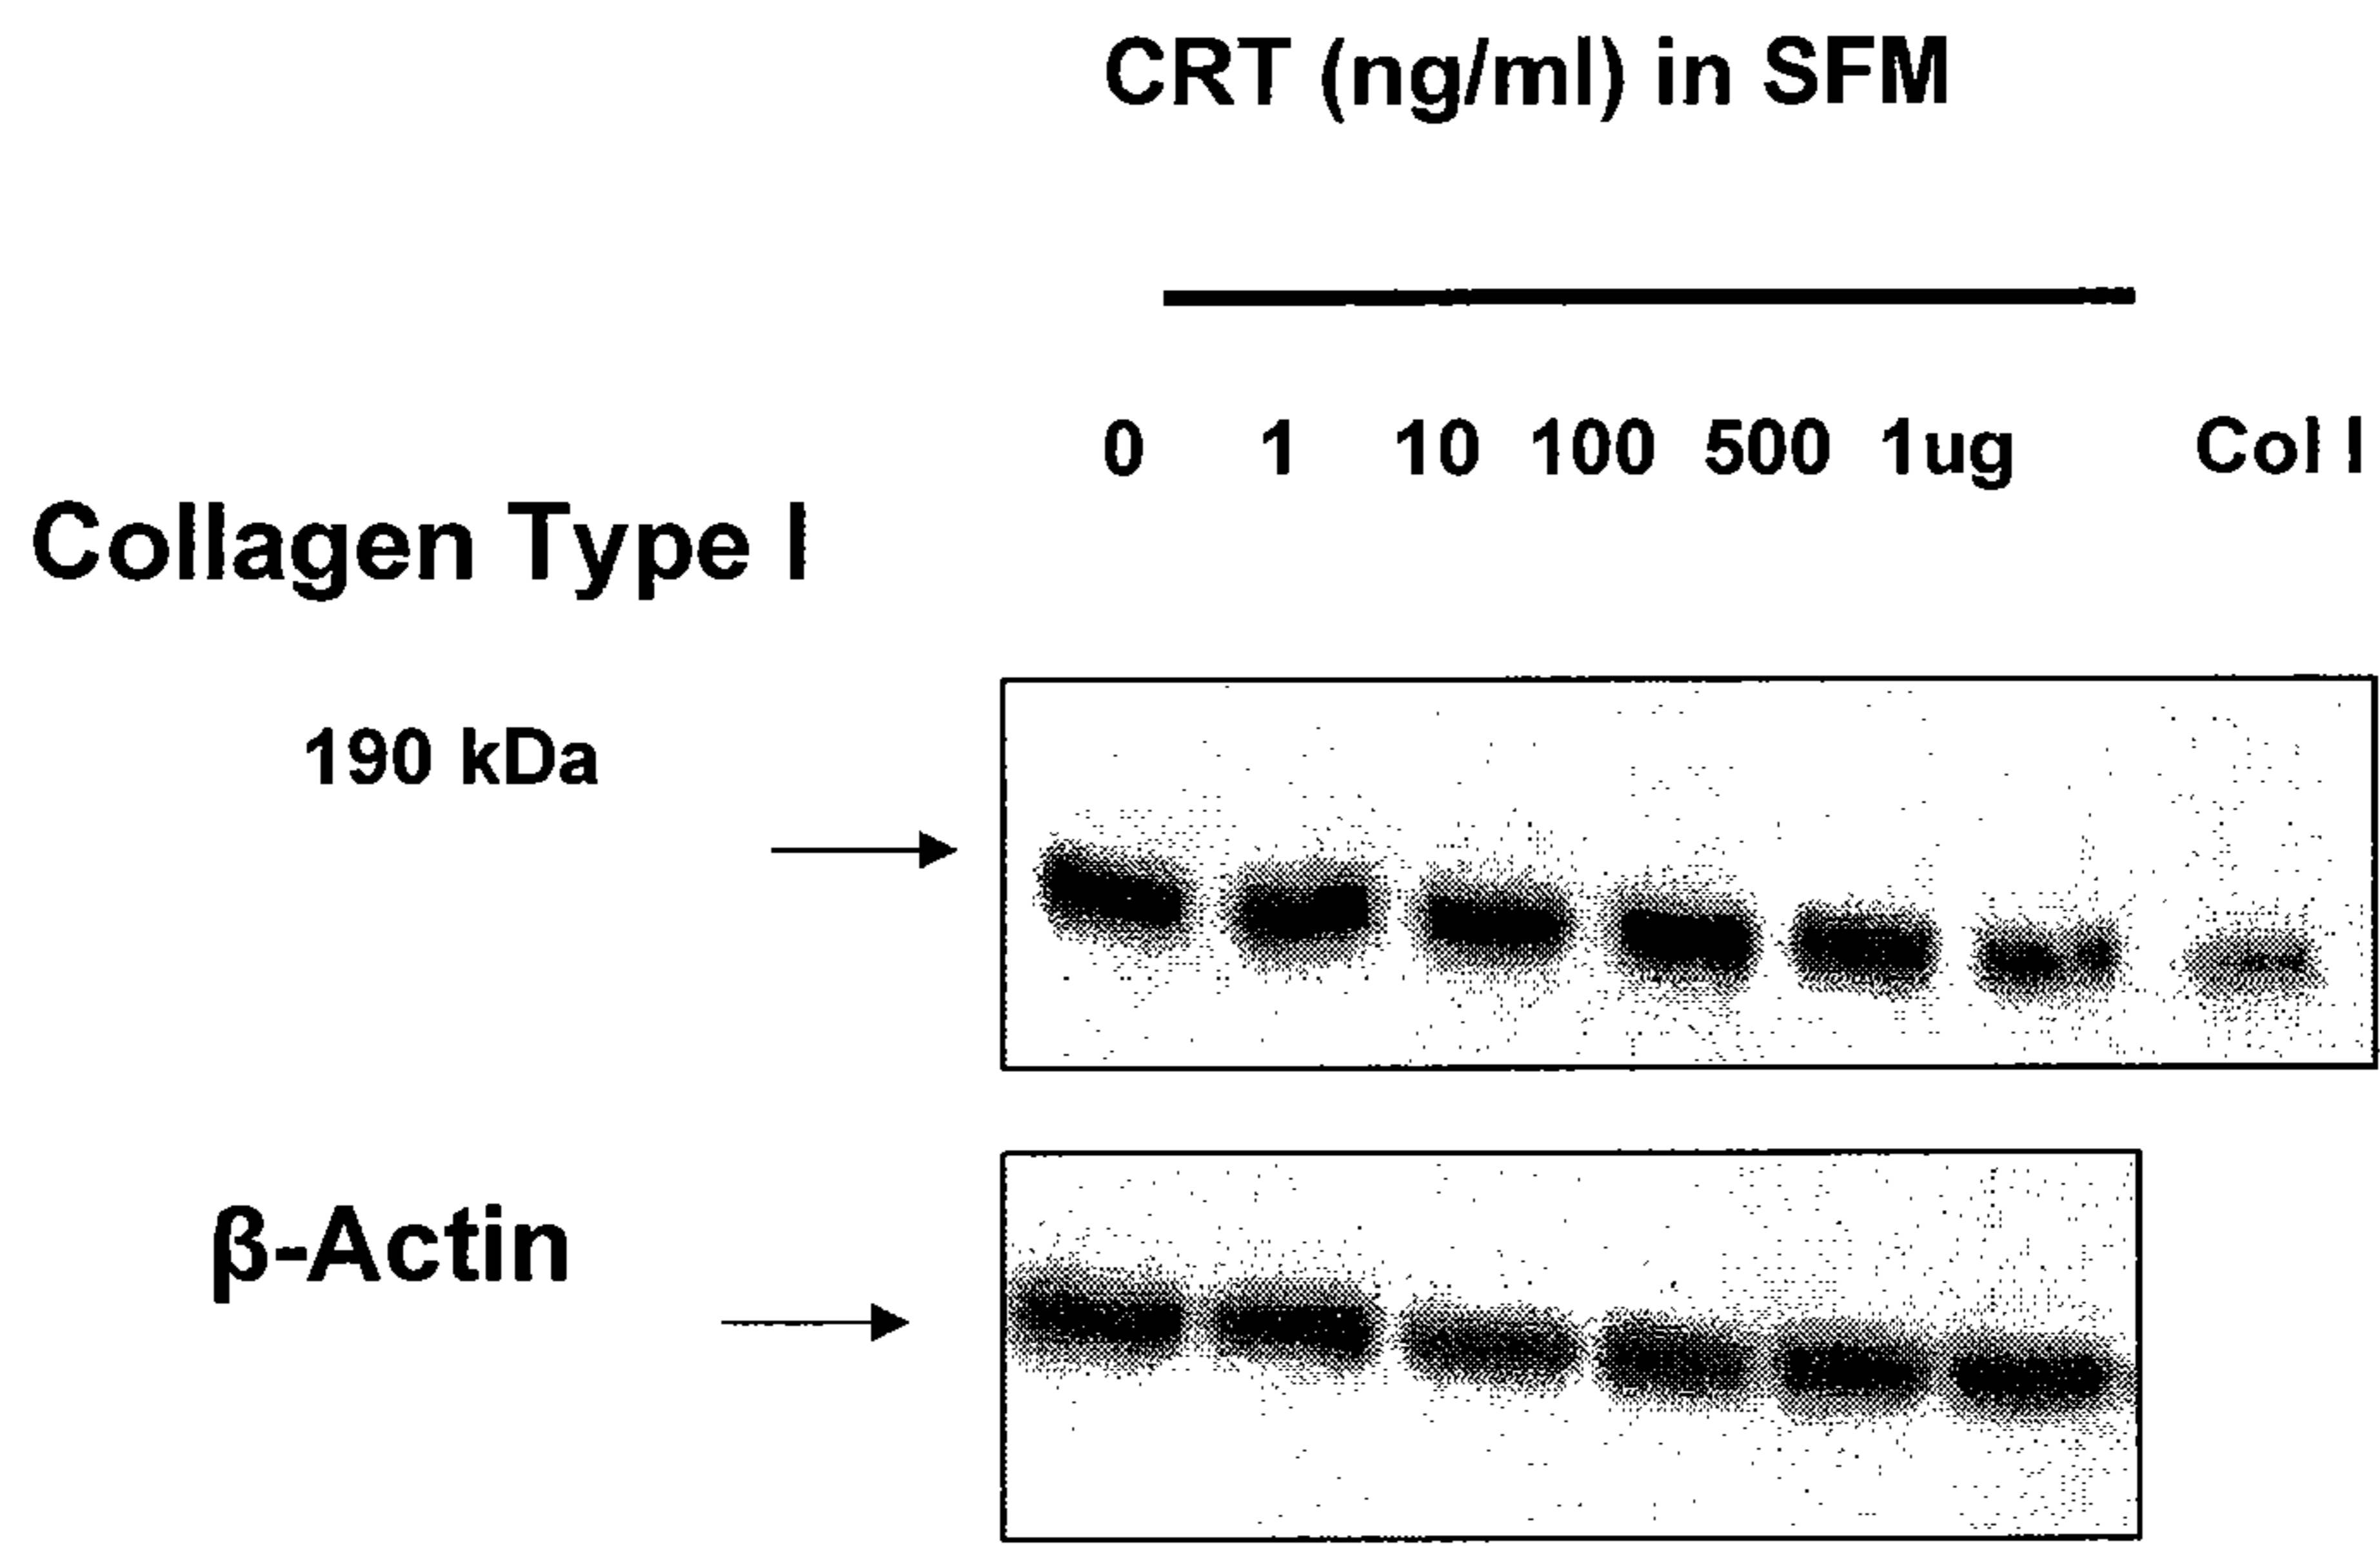 CRT (ng/ml) in SFM
0 1 10 100 500 1ug Col I
Collagen Type I
190 kDa
β-Actin